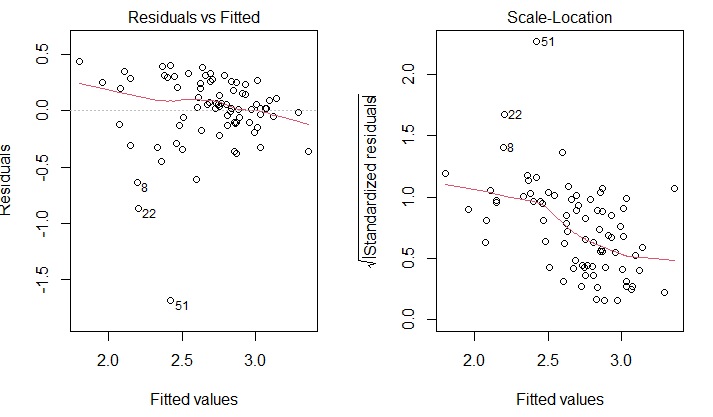 Residuals vs Fitted
Residuals
0.5
0.0
-0.5
-1.0
-1.5
8
22
51
2.0 2.5 3.0
Fitted values
Scale-Location
√|Standardized residuals|
2.0
1.5
1.0
0.5
0.0
51
22
8
2.0 2.5 3.0
Fitted values